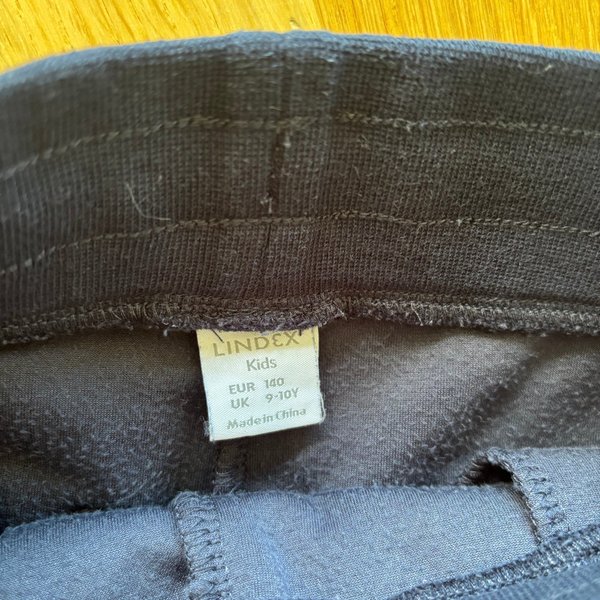 LINDEX
Kids
EUR 140
UK 9-10Y
Made in China